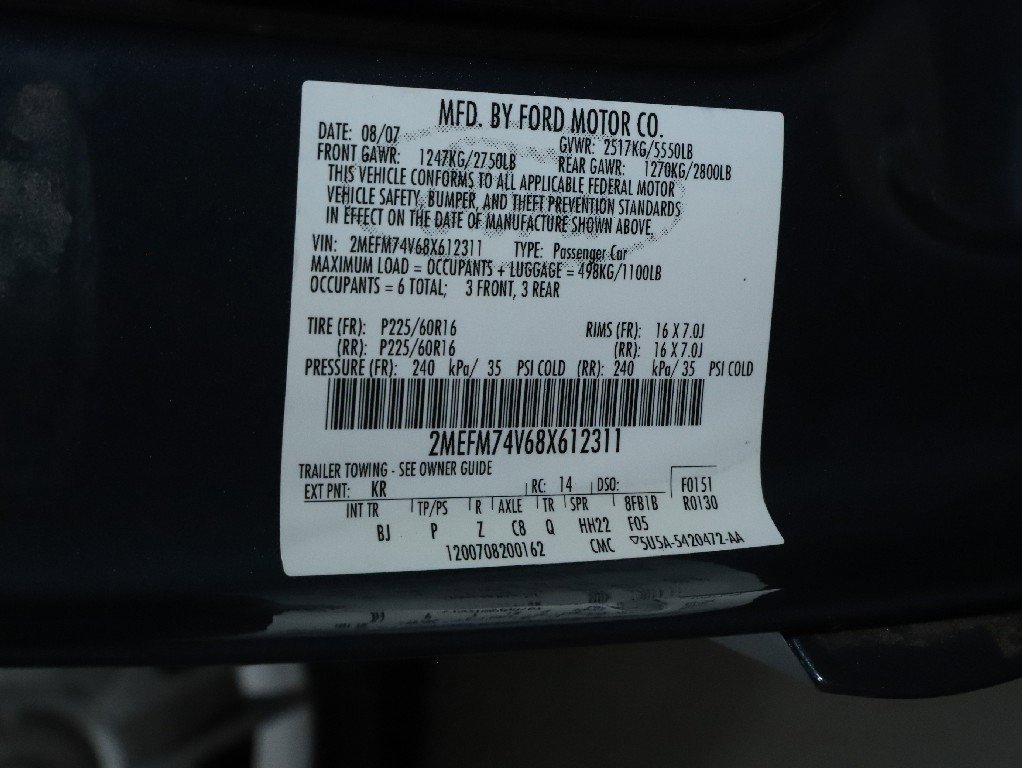 MFD. BY FORD MOTOR CO.
DATE: 08/07 GVWR: 2517KG/5550LB
FRONT GAWR: 1247KG/2750LB REAR GAWR: 1270KG/2800LB
THIS VEHICLE CONFORMS TO ALL APPLICABLE FEDERAL MOTOR
VEHICLE SAFETY, BUMPER, AND THEFT PREVENTION STANDARDS
IN EFFECT ON THE DATE OF MANUFACTURE SHOWN ABOVE.
VIN: 2MEFM74V68X612311 TYPE: Passenger Car
MAXIMUM LOAD = OCCUPANTS + LUGGAGE = 498KG/1100LB
OCCUPANTS = 6 TOTAL; 3 FRONT, 3 REAR
TIRE (FR): P225/60R16 RIMS (FR): 16 X 7.0J
(RR): P225/60R16 (RR): 16 X 7.0J
PRESSURE (FR): 240 kPa/ 35 PSI COLD (RR): 240 kPa/ 35 PSI COLD
2MEFM74V68X612311
TRAILER TOWING - SEE OWNER GUIDE
EXT PNT: KR RC: 14 DSO: F0151
INT TR TP/PS R AXLE TR SPR 8FB1B R0130
BJ P Z C8 Q HH22 F05
1200708200162 CMC ▽5U5A-5420472-AA